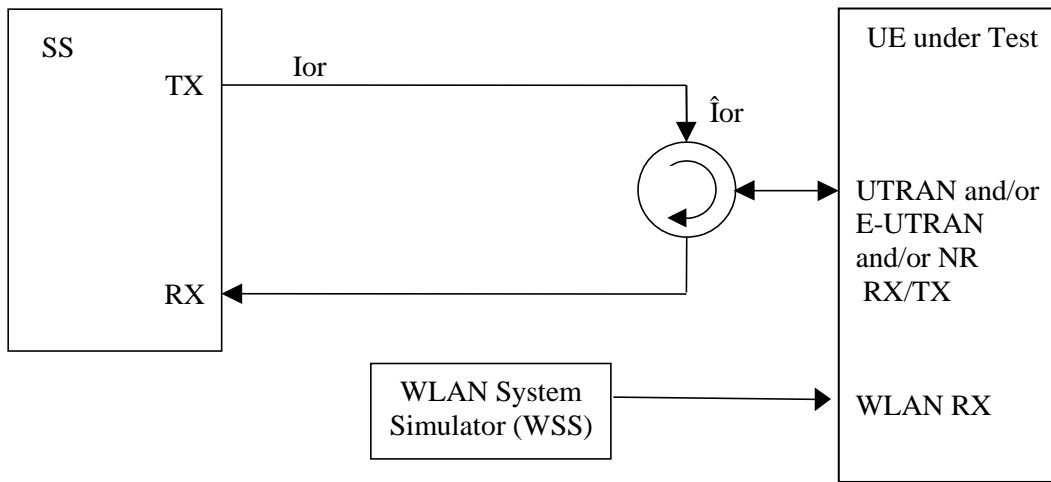 SS
TX
RX
Ior
Îor
UE under Test
UTRAN and/or
E-UTRAN
and/or NR
RX/TX
WLAN RX
WLAN System
Simulator (WSS)